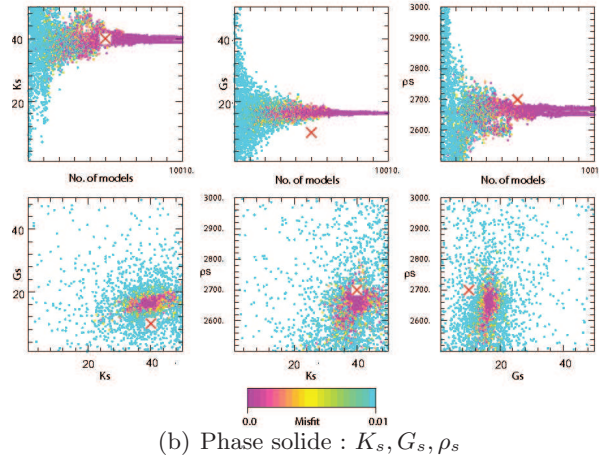 40
Ks
20
No. of models
10010.
40
Gs
20
No. of models
10010.
3000.
2900.
2800.
ρs
2700.
2600.
No. of models
10010.
40
Gs
20
20
40
Ks
3000.
2900.
2800.
ρs
2700.
2600.
20
40
Ks
3000.
2900.
2800.
ρs
2700.
2600.
20
40
Gs
0.0
Misfit
0.01
(b) Phase solide : Ks, Gs, ρs